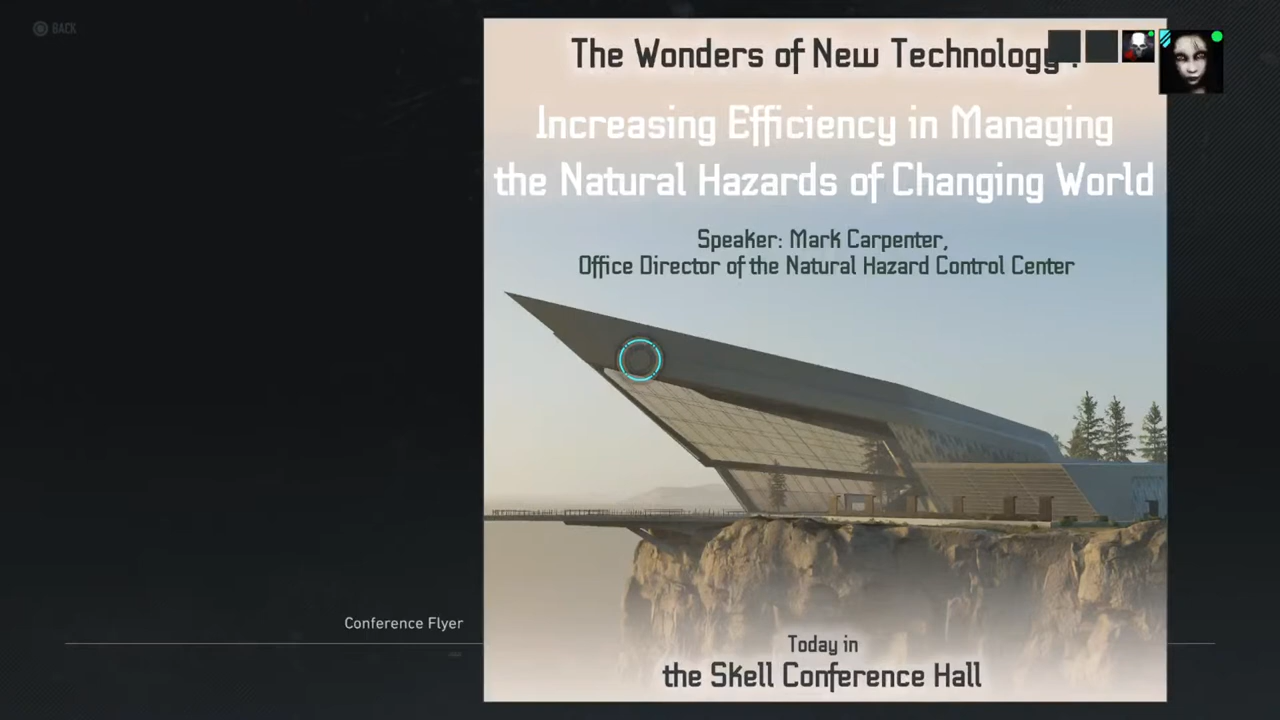 BACK
The Wonders of New Technology :
Increasing Efficiency in Managing
the Natural Hazards of Changing World
Speaker: Mark Carpenter,
Office Director of the Natural Hazard Control Center
Conference Flyer
Today in
the Skell Conference Hall